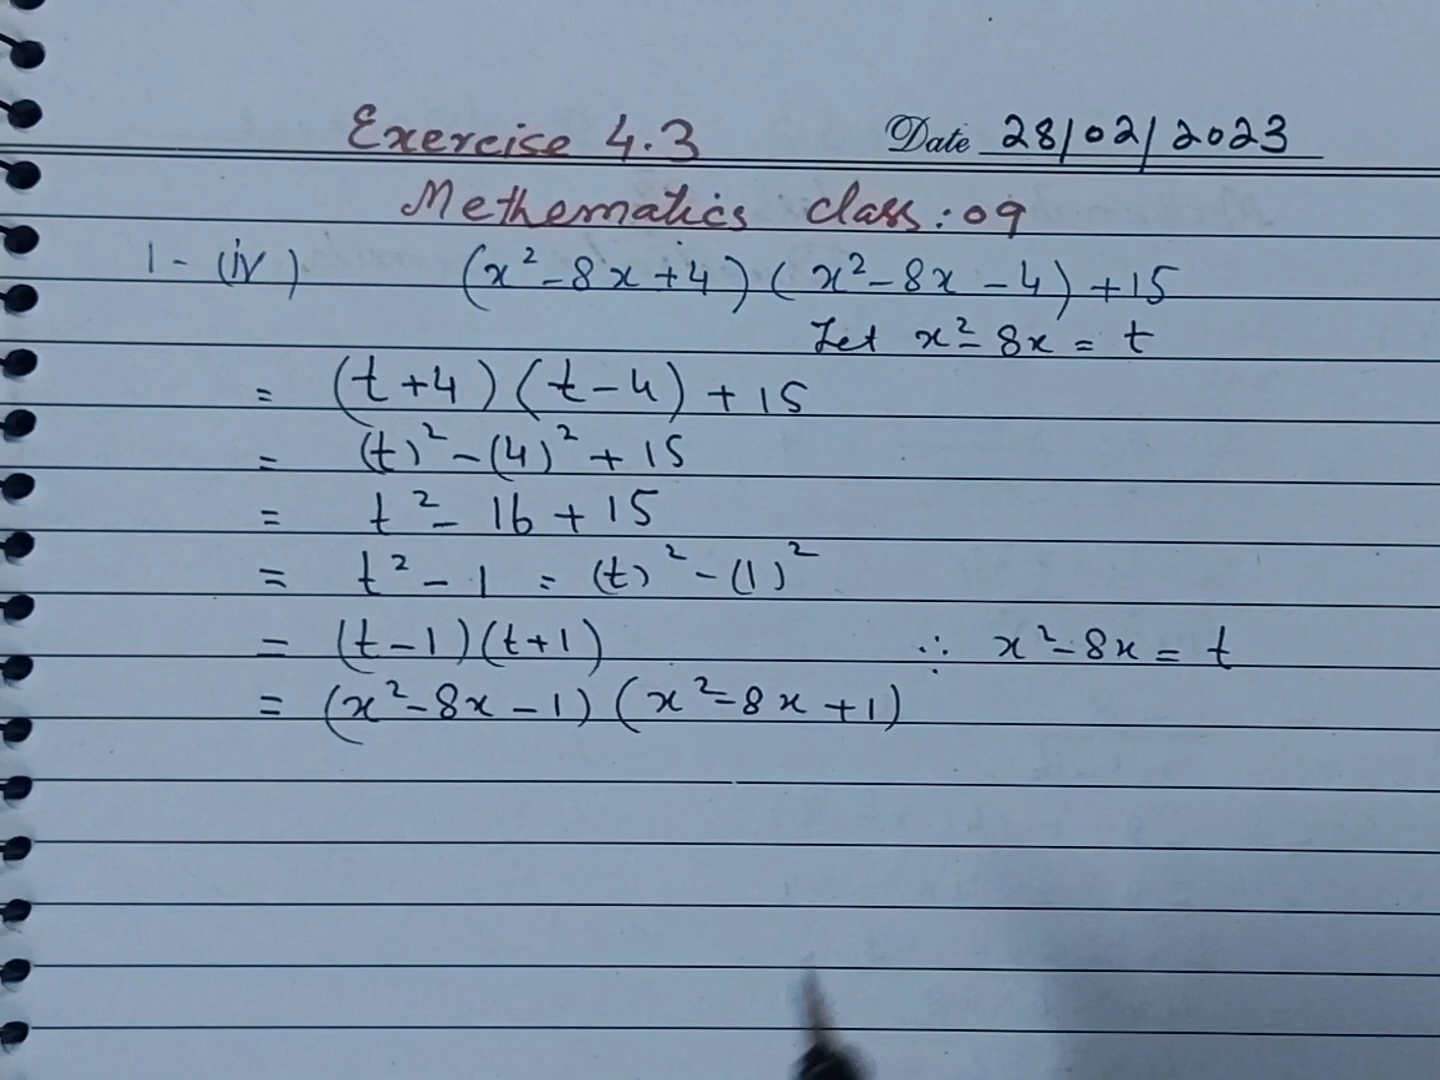 Exercise 4.3 Date 28/02/2023
Methematics class: 09
1 - (iv) (x² - 8x + 4) (x² - 8x - 4) + 15
Let x² - 8x = t
= (t + 4) (t - 4) + 15
= (t)² - (4)² + 15
= t² - 16 + 15
= t² - 1 = (t)² - (1)²
= (t - 1) (t + 1) ∴ x² - 8x = t
= (x² - 8x - 1) (x² - 8x + 1)